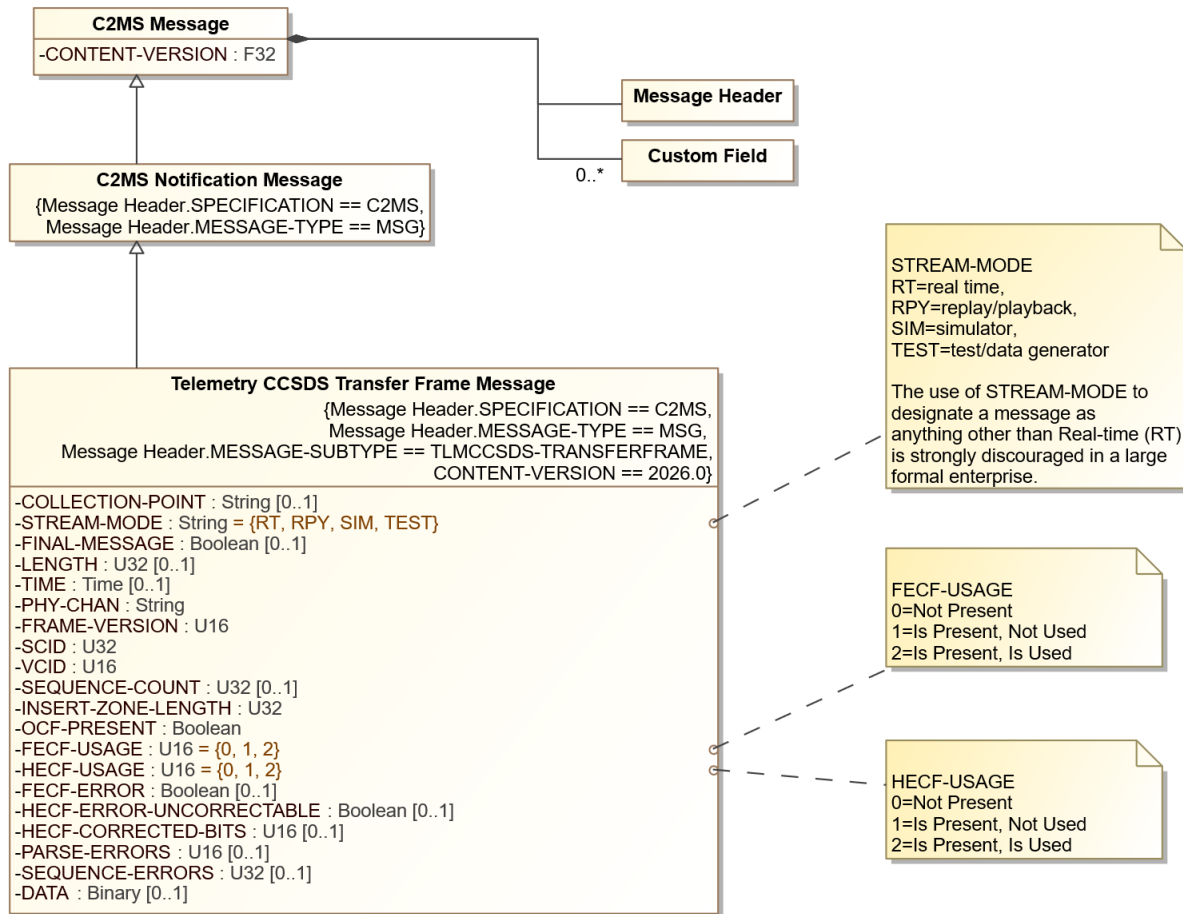 C2MS Message
-CONTENT-VERSION : F32
Message Header
Custom Field
0..*
C2MS Notification Message
{Message Header.SPECIFICATION == C2MS,
Message Header.MESSAGE-TYPE == MSG}
STREAM-MODE
RT=real time,
RPY=replay/playback,
SIM=simulator,
TEST=test/data generator
The use of STREAM-MODE to
designate a message as
anything other than Real-time (RT)
is strongly discouraged in a large
formal enterprise.
Telemetry CCSDS Transfer Frame Message
{Message Header.SPECIFICATION == C2MS,
Message Header.MESSAGE-TYPE == MSG,
Message Header.MESSAGE-SUBTYPE == TLMCCSDS-TRANSFERFRAME,
CONTENT-VERSION == 2026.0}
-COLLECTION-POINT : String [0..1]
-STREAM-MODE : String = {RT, RPY, SIM, TEST}
-FINAL-MESSAGE : Boolean [0..1]
-LENGTH : U32 [0..1]
-TIME : Time [0..1]
-PHY-CHAN : String
-FRAME-VERSION : U16
-SCID : U32
-VCID : U16
-SEQUENCE-COUNT : U32 [0..1]
-INSERT-ZONE-LENGTH : U32
-OCF-PRESENT : Boolean
-FECF-USAGE : U16 = {0, 1, 2}
-HECF-USAGE : U16 = {0, 1, 2}
-FECF-ERROR : Boolean [0..1]
-HECF-ERROR-UNCORRECTABLE : Boolean [0..1]
-HECF-CORRECTED-BITS : U16 [0..1]
-PARSE-ERRORS : U16 [0..1]
-SEQUENCE-ERRORS : U32 [0..1]
-DATA : Binary [0..1]
FECF-USAGE
0=Not Present
1=Is Present, Not Used
2=Is Present, Is Used
HECF-USAGE
0=Not Present
1=Is Present, Not Used
2=Is Present, Is Used